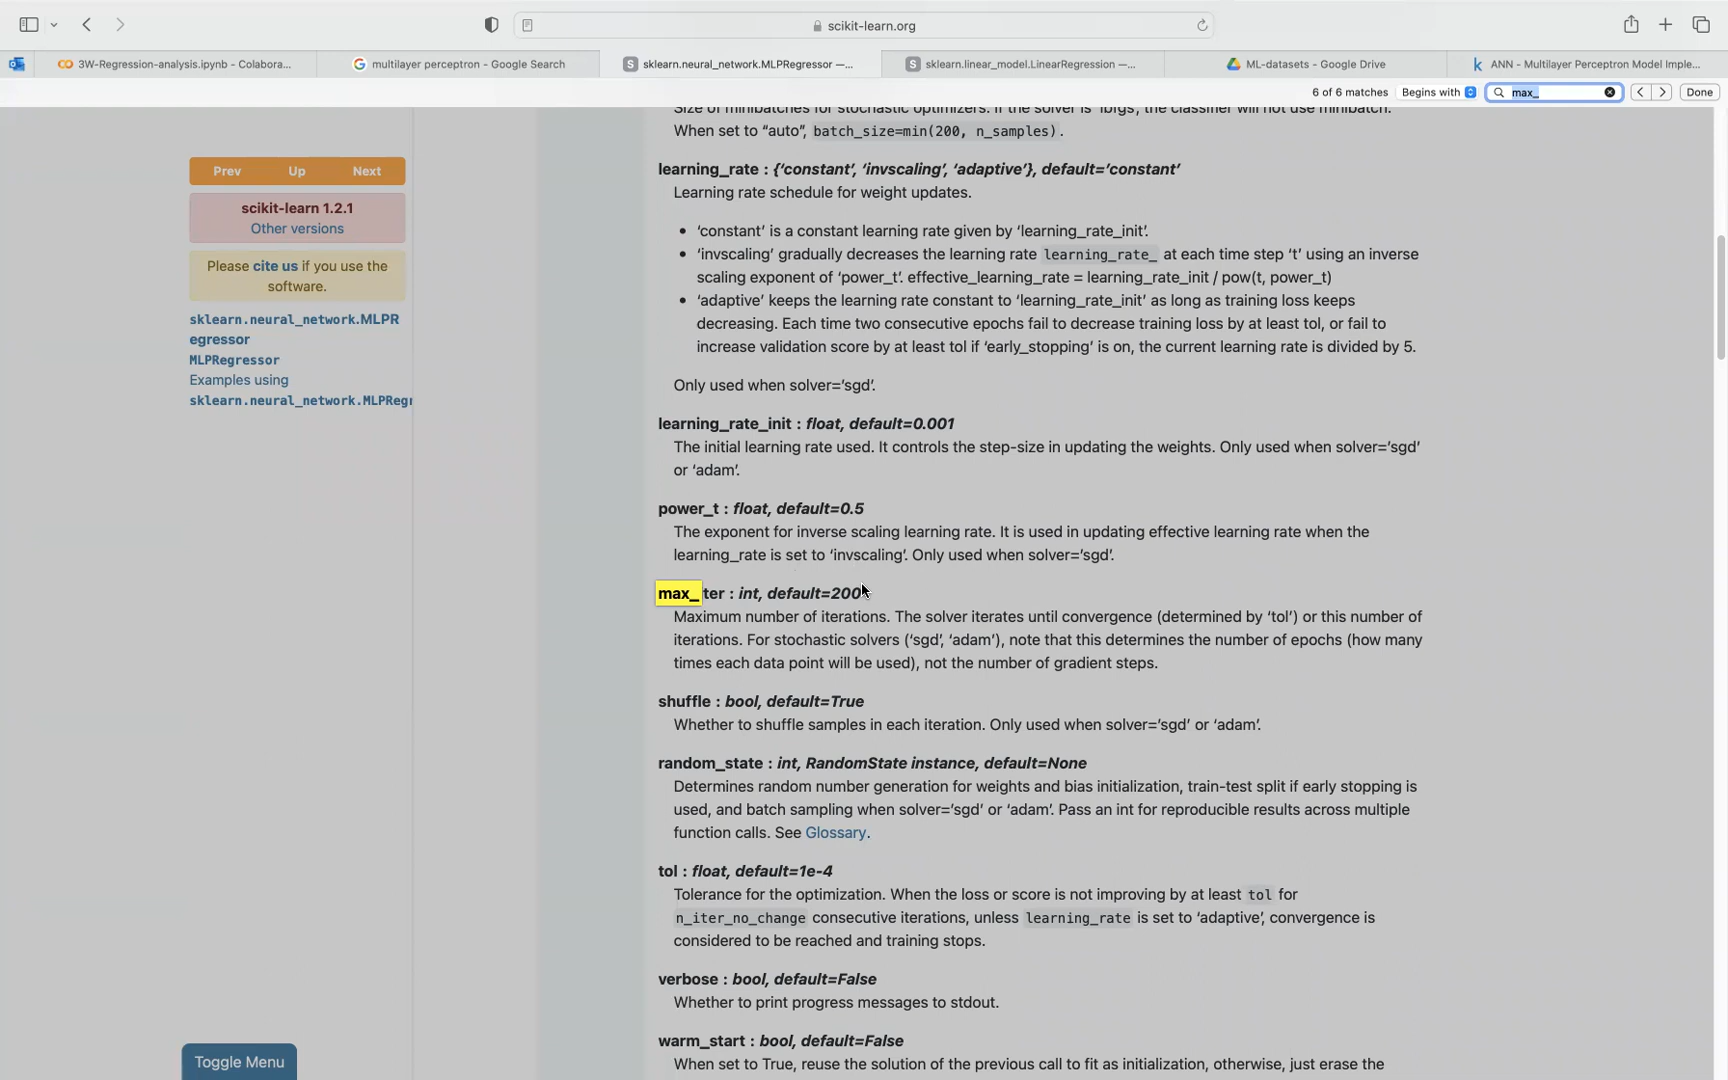 scikit-learn.org
3W-Regression-analysis.ipynb - Colabora...
multilayer perceptron - Google Search
sklearn.neural_network.MLPRegressor —...
sklearn.linear_model.LinearRegression —...
ML-datasets - Google Drive
ANN - Multilayer Perceptron Model Imple...
6 of 6 matches
Begins with
max_
Done
Size of minibatches for stochastic optimizers. If the solver is 'lbfgs', the classifier will not use minibatch.
When set to “auto”, batch_size=min(200, n_samples).
Prev Up Next
scikit-learn 1.2.1
Other versions
Please cite us if you use the
software.
sklearn.neural_network.MLPR
egressor
MLPRegressor
Examples using
sklearn.neural_network.MLPRegr
learning_rate : {‘constant’, ‘invscaling’, ‘adaptive’}, default=’constant’
Learning rate schedule for weight updates.
• ‘constant’ is a constant learning rate given by ‘learning_rate_init’.
• ‘invscaling’ gradually decreases the learning rate learning_rate_ at each time step ‘t’ using an inverse
scaling exponent of ‘power_t’. effective_learning_rate = learning_rate_init / pow(t, power_t)
• ‘adaptive’ keeps the learning rate constant to ‘learning_rate_init’ as long as training loss keeps
decreasing. Each time two consecutive epochs fail to decrease training loss by at least tol, or fail to
increase validation score by at least tol if ‘early_stopping’ is on, the current learning rate is divided by 5.
Only used when solver=’sgd’.
learning_rate_init : float, default=0.001
The initial learning rate used. It controls the step-size in updating the weights. Only used when solver=’sgd’
or ‘adam’.
power_t : float, default=0.5
The exponent for inverse scaling learning rate. It is used in updating effective learning rate when the
learning_rate is set to ‘invscaling’. Only used when solver=’sgd’.
max_ter : int, default=200
Maximum number of iterations. The solver iterates until convergence (determined by ‘tol’) or this number of
iterations. For stochastic solvers (‘sgd’, ‘adam’), note that this determines the number of epochs (how many
times each data point will be used), not the number of gradient steps.
shuffle : bool, default=True
Whether to shuffle samples in each iteration. Only used when solver=’sgd’ or ‘adam’.
random_state : int, RandomState instance, default=None
Determines random number generation for weights and bias initialization, train-test split if early stopping is
used, and batch sampling when solver=’sgd’ or ‘adam’. Pass an int for reproducible results across multiple
function calls. See Glossary.
tol : float, default=1e-4
Tolerance for the optimization. When the loss or score is not improving by at least tol for
n_iter_no_change consecutive iterations, unless learning_rate is set to ‘adaptive’, convergence is
considered to be reached and training stops.
verbose : bool, default=False
Whether to print progress messages to stdout.
warm_start : bool, default=False
When set to True, reuse the solution of the previous call to fit as initialization, otherwise, just erase the
Toggle Menu